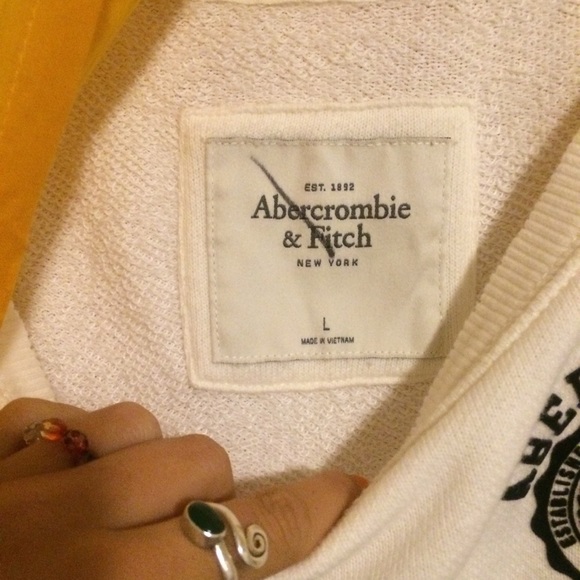 EST. 1892
Abercrombie
& Fitch
NEW YORK
L
MADE IN VIETNAM